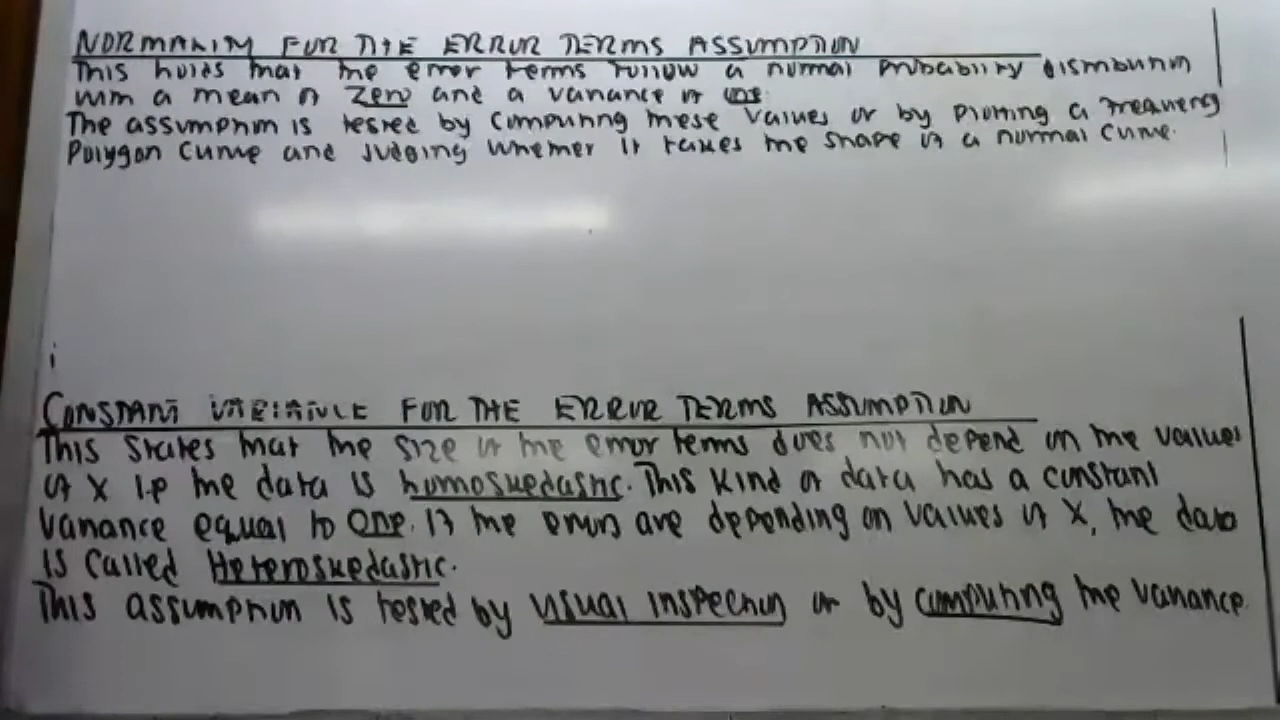 NORMALITY FOR THE ERROR TERMS ASSUMPTION
This holds that the error terms follow a normal probability distribution
with a mean of Zero and a variance of one.
The assumption is tested by computing these values or by plotting a frequency
Polygon Curve and Judging whether it takes the shape of a normal Curve.
i
CONSTANT VARIANCE FOR THE ERROR TERMS ASSUMPTION
This states that the size of the error terms does not depend on the values
of X i.e the data is homoskedastic. This kind of data has a constant
variance equal to One. If the errors are depending on values of X, the data
is called Heteroskedastic.
This assumption is tested by visual inspection or by computing the variance.